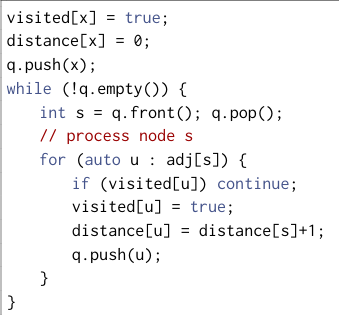 visited[x] = true;
distance[x] = 0;
q.push(x);
while (!q.empty()) {
    int s = q.front(); q.pop();
    // process node s
    for (auto u : adj[s]) {
        if (visited[u]) continue;
        visited[u] = true;
        distance[u] = distance[s]+1;
        q.push(u);
    }
}